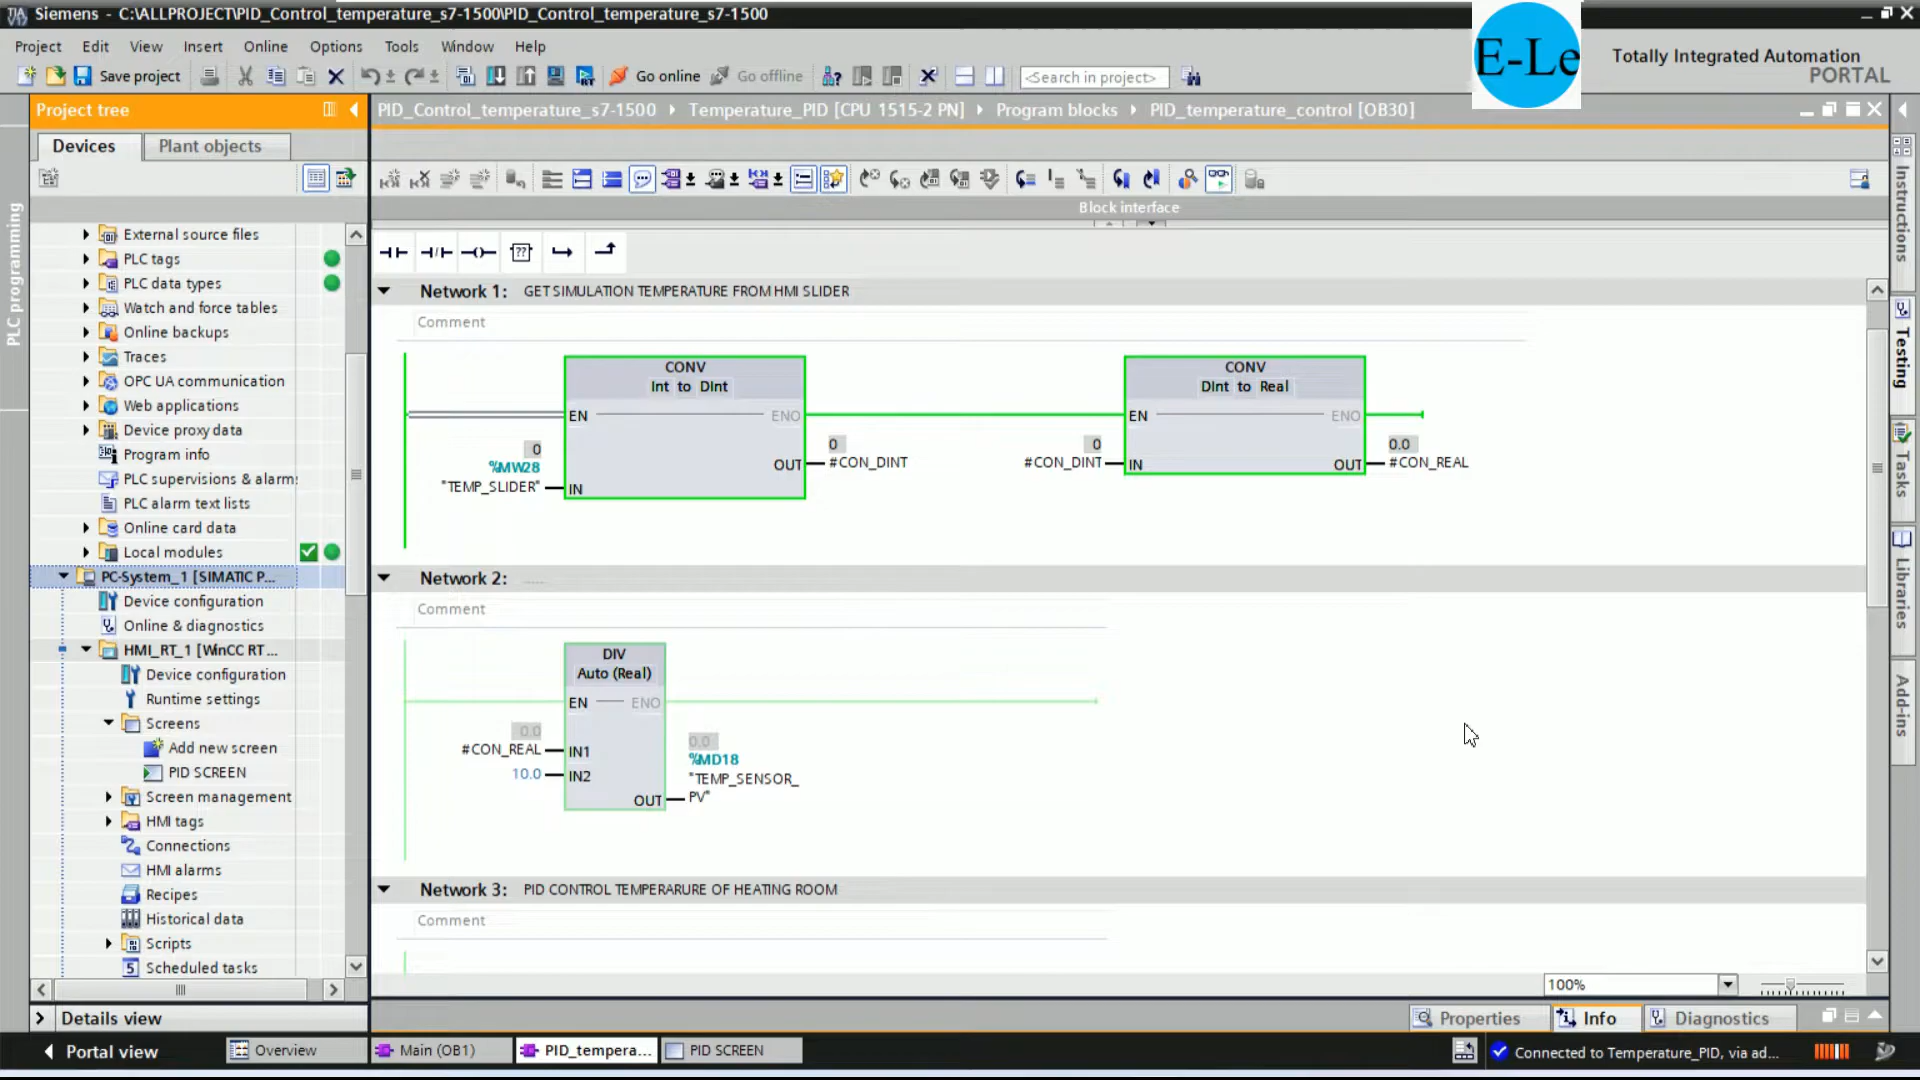 Siemens - C:\ALLPROJECT\PID_Control_temperature_s7-1500\PID_Control_temperature_s7-1500
Project Edit View Insert Online Options Tools Window Help
Save project Go online Go offline <Search in project>
E-Le
Totally Integrated Automation
PORTAL
Project tree
PID_Control_temperature_s7-1500 Temperature_PID [CPU 1515-2 PN] Program blocks PID_temperature_control [OB30]
Devices Plant objects
Block interface
PLC programming
External source files
PLC tags
PLC data types
Watch and force tables
Online backups
Traces
OPC UA communication
Web applications
Device proxy data
Program info
PLC supervisions & alarms
PLC alarm text lists
Online card data
Local modules
PC-System_1 [SIMATIC P...
Device configuration
Online & diagnostics
HMI_RT_1 [WinCC RT ...
Device configuration
Runtime settings
Screens
Add new screen
PID SCREEN
Screen management
HMI tags
Connections
HMI alarms
Recipes
Historical data
Scripts
Scheduled tasks
Details view
??
Network 1: GET SIMULATION TEMPERATURE FROM HMI SLIDER
Comment
CONV
Int to Dint
EN ENO
0
%MW28
"TEMP_SLIDER" IN
OUT
0
#CON_DINT
CONV
Dint to Real
EN ENO
0
#CON_DINT IN
OUT
0.0
#CON_REAL
Network 2: .....
Comment
DIV
Auto (Real)
EN ENO
0.0
#CON_REAL IN1
10.0 IN2
OUT
0.0
%MD18
"TEMP_SENSOR_
PV"
Network 3: PID CONTROL TEMPERARURE OF HEATING ROOM
Comment
100%
Properties Info Diagnostics
Instructions
Testing
Tasks
Libraries
Add-ins
Portal view Overview Main (OB1) PID_tempera... PID SCREEN Connected to Temperature_PID, via ad...